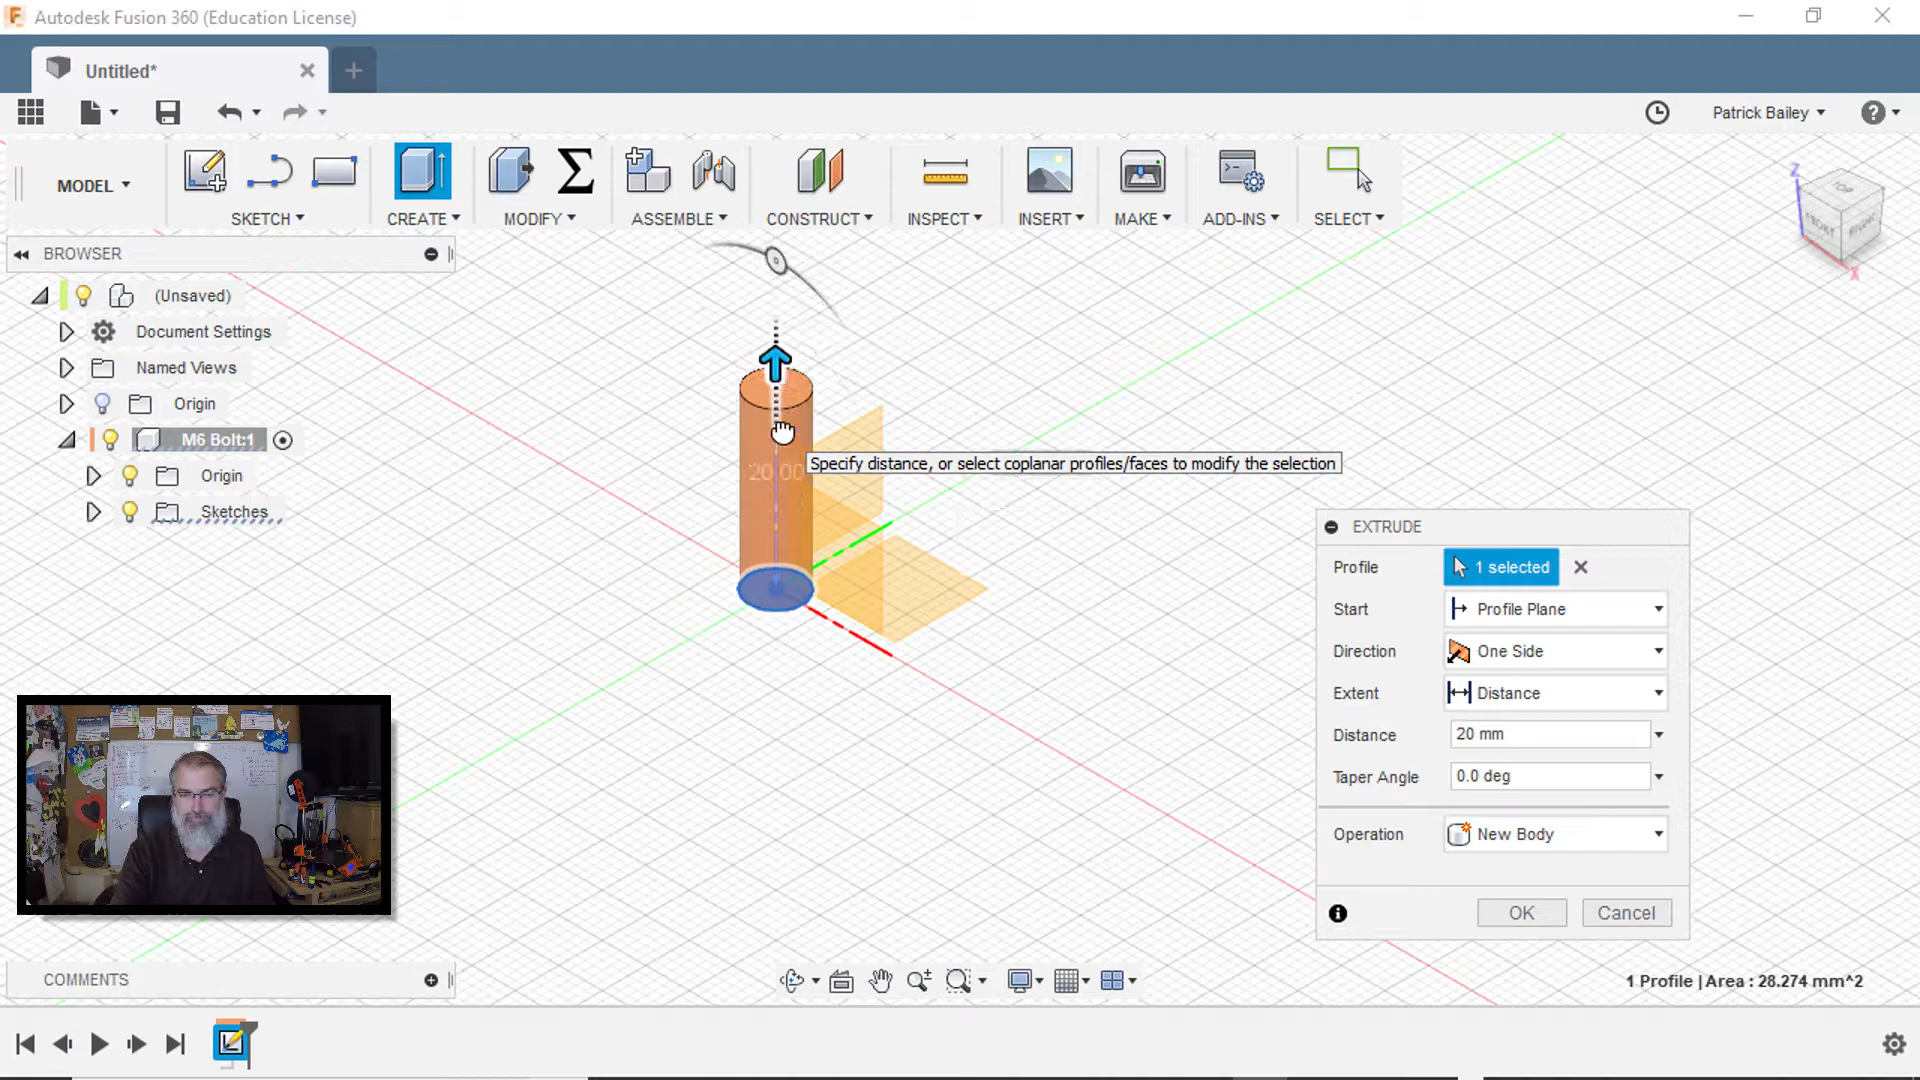 Autodesk Fusion 360 (Education License)
Untitled*
Patrick Bailey
MODEL
SKETCH
CREATE
MODIFY
ASSEMBLE
CONSTRUCT
INSPECT
INSERT
MAKE
ADD-INS
SELECT
Z
TOP
FRONT
RIGHT
X
BROWSER
(Unsaved)
Document Settings
Named Views
Origin
M6 Bolt:1
Origin
Sketches
20.00
Specify distance, or select coplanar profiles/faces to modify the selection
EXTRUDE
Profile 1 selected
Start Profile Plane
Direction One Side
Extent Distance
Distance 20 mm
Taper Angle 0.0 deg
Operation New Body
OK Cancel
COMMENTS
1 Profile | Area : 28.274 mm^2